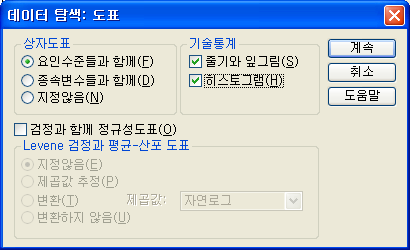 데이터 탐색: 도표
상자도표
요인수준들과 함께(F)
종속변수들과 함께(D)
지정않음(N)
기술통계
줄기와 잎그림(S)
히스토그램(H)
계속
취소
도움말
검정과 함께 정규성도표(O)
Levene 검정과 평균-산포 도표
지정않음(E)
제곱값 추정(P)
변환(T) 제곱값: 자연로그
변환하지 않음(U)